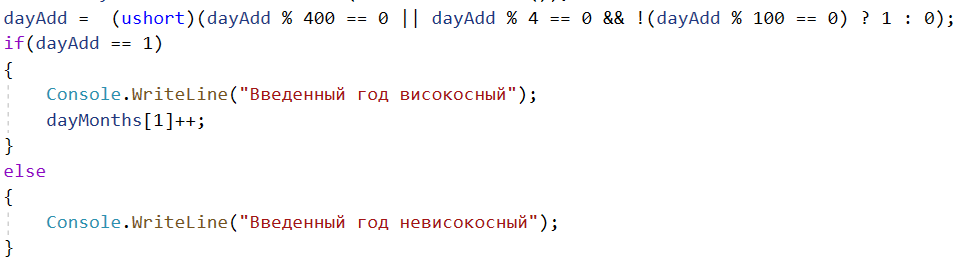 dayAdd =  (ushort)(dayAdd % 400 == 0 || dayAdd % 4 == 0 && !(dayAdd % 100 == 0) ? 1 : 0);
if(dayAdd == 1)
{
    Console.WriteLine("Введенный год високосный");
    dayMonths[1]++;
}
else
{
    Console.WriteLine("Введенный год невисокосный");
}